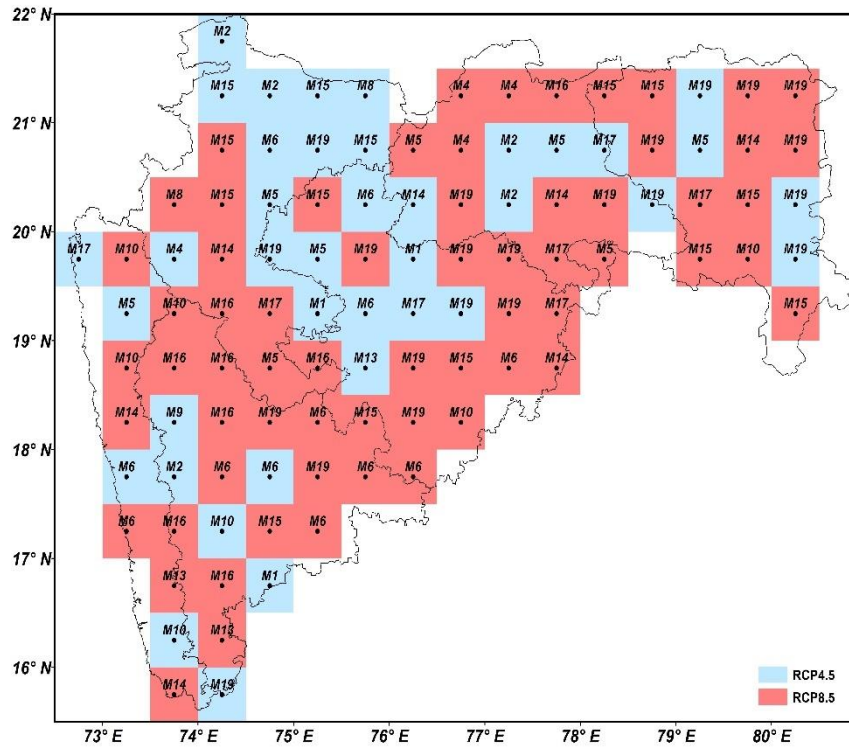 22° N
M2
M15 M2 M15 M8 M4 M4 M16 M15 M15 M19 M19 M19
21° N
M15 M6 M19 M15 M5 M4 M2 M5 M17 M19 M5 M14 M19
M8 M15 M5 M15 M6 M14 M19 M2 M14 M19 M19 M17 M15 M19
20° N
M17 M10 M4 M14 M19 M5 M19 M1 M19 M19 M17 M5 M15 M10 M19
M5 M10 M16 M17 M1 M6 M17 M19 M19 M17 M15
19° N
M10 M16 M16 M5 M16 M13 M19 M15 M6 M14
M14 M9 M16 M19 M6 M15 M19 M10
18° N
M6 M2 M6 M6 M19 M6 M6
M6 M16 M10 M15 M6
17° N
M13 M16 M1
M10 M13
16° N
M14 M19
RCP4.5
RCP8.5
73° E 74° E 75° E 76° E 77° E 78° E 79° E 80° E